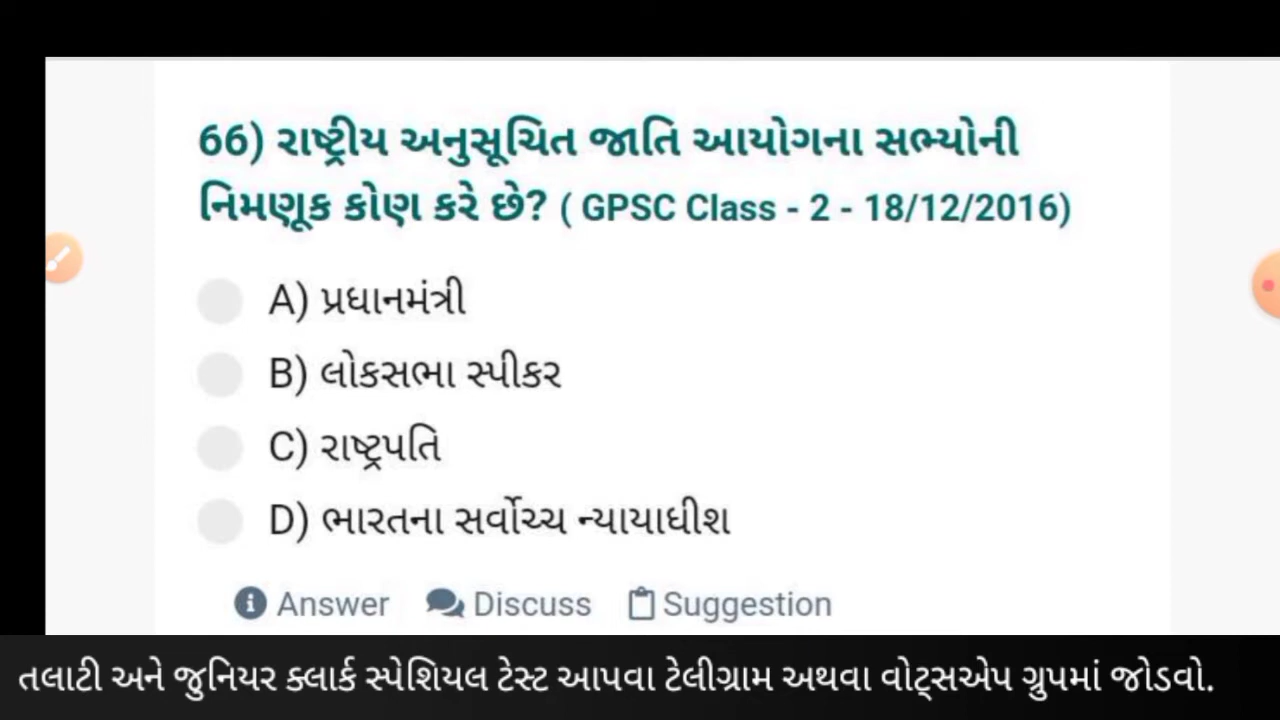 66) રાષ્ટ્રીય અનુસૂચિત જાતિ આયોગના સભ્યોની
નિમણૂક કોણ કરે છે? ( GPSC Class - 2 - 18/12/2016)
A) પ્રધાનમંત્રી
B) લોકસભા સ્પીકર
C) રાષ્ટ્રપતિ
D) ભારતના સર્વોચ્ચ ન્યાયાધીશ
Answer Discuss Suggestion
તલાટી અને જુનિયર ક્લાર્ક સ્પેશિયલ ટેસ્ટ આપવા ટેલીગ્રામ અથવા વોટ્સએપ ગ્રુપમાં જોડવો.